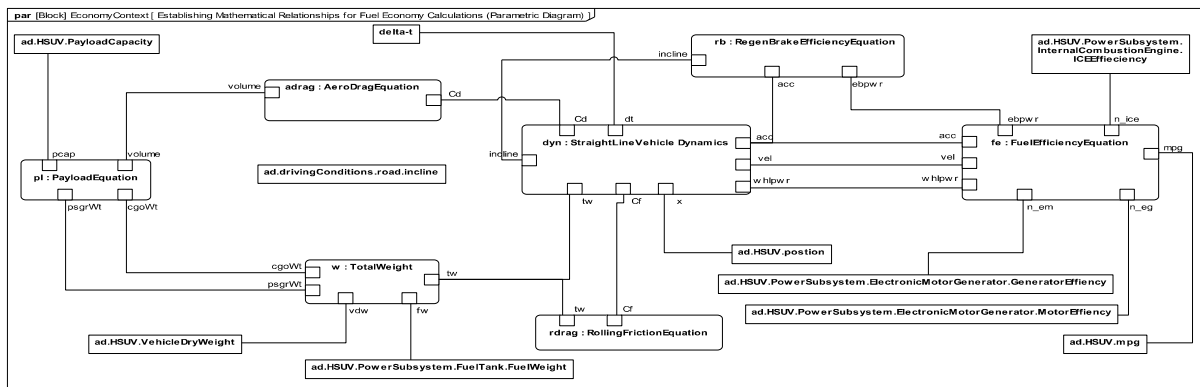 par [Block] EconomyContext [ Establishing Mathematical Relationships for Fuel Economy Calculations (Parametric Diagram) ]
ad.HSUV.PayloadCapacity
delta-t
rb : RegenBrakeEfficiencyEquation
incline
acc
ebpwr
ad.HSUV.PowerSubsystem.
InternalCombustionEngine.
ICEEffieciency
volume
adrag : AeroDragEquation
Cd
Cd
dt
dyn : StraightLineVehicle Dynamics
incline
acc
vel
whlpwr
tw
Cf
x
ebpwr
n_ice
fe : FuelEfficiencyEquation
acc
vel
whlpwr
mpg
n_em
n_eg
pcap
volume
pl : PayloadEquation
psgrWt
cgoWt
ad.drivingConditions.road.incline
ad.HSUV.postion
cgoWt
psgrWt
w : TotalWeight
tw
vdw
fw
ad.HSUV.PowerSubsystem.ElectronicMotorGenerator.GeneratorEffiency
ad.HSUV.PowerSubsystem.ElectronicMotorGenerator.MotorEffiency
tw
Cf
rdrag : RollingFrictionEquation
ad.HSUV.VehicleDryWeight
ad.HSUV.mpg
ad.HSUV.PowerSubsystem.FuelTank.FuelWeight